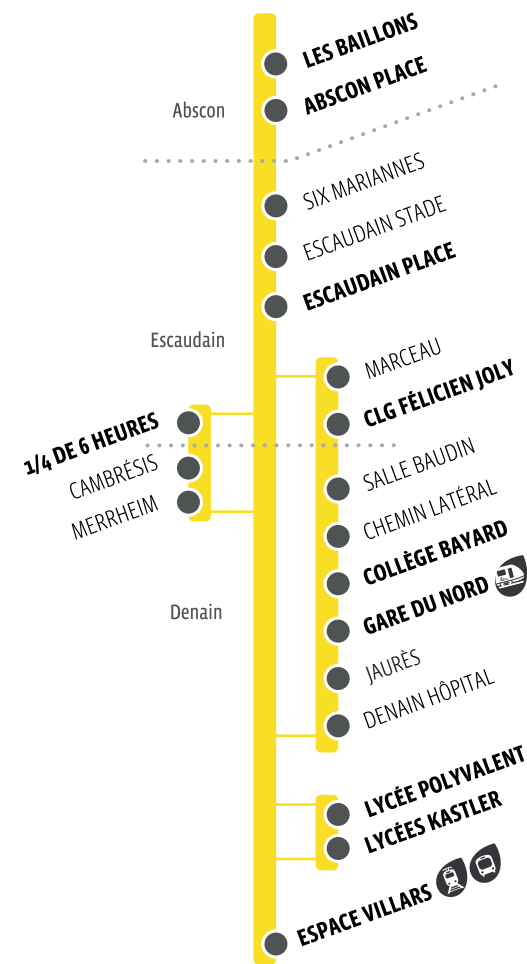 LES BAILLONS
ABSCON PLACE
Abscon
SIX MARIANNES
ESCAUDAIN STADE
ESCAUDAIN PLACE
Escaudain
MARCEAU
CLG FÉLICIEN JOLY
1/4 DE 6 HEURES
CAMBRÉSIS
MERRHEIM
SALLE BAUDIN
CHEMIN LATÉRAL
COLLÈGE BAYARD
GARE DU NORD
Denain
JAURÈS
DENAIN HÔPITAL
LYCÉE POLYVALENT
LYCÉES KASTLER
ESPACE VILLARS